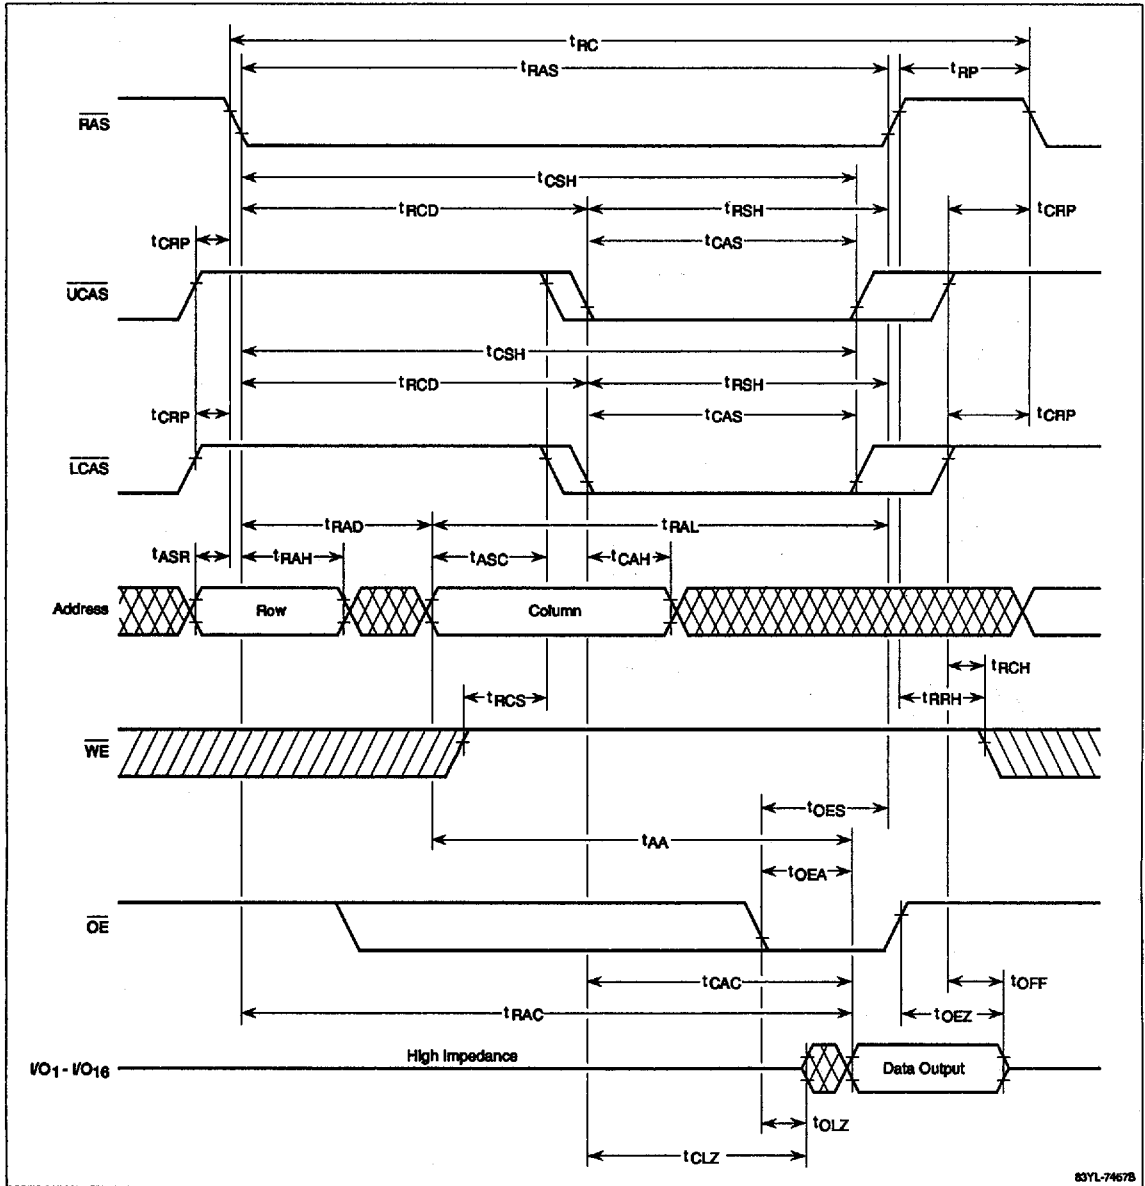 tRC
tRAS
tRP
RAS
tCSH
tRCD
tRSH
tCRP
tCRP
tCAS
UCAS
tCSH
tRCD
tRSH
tCRP
tCRP
tCAS
LCAS
tRAD
tRAL
tASR
tRAH
tASC
tCAH
Address
Row
Column
tRCH
tRCS
tRRH
WE
tOES
tAA
tOEA
OE
tCAC
tOFF
tRAC
tOEZ
High Impedance
I/O1 - I/O16
Data Output
tOLZ
tCLZ
83YL-7467B